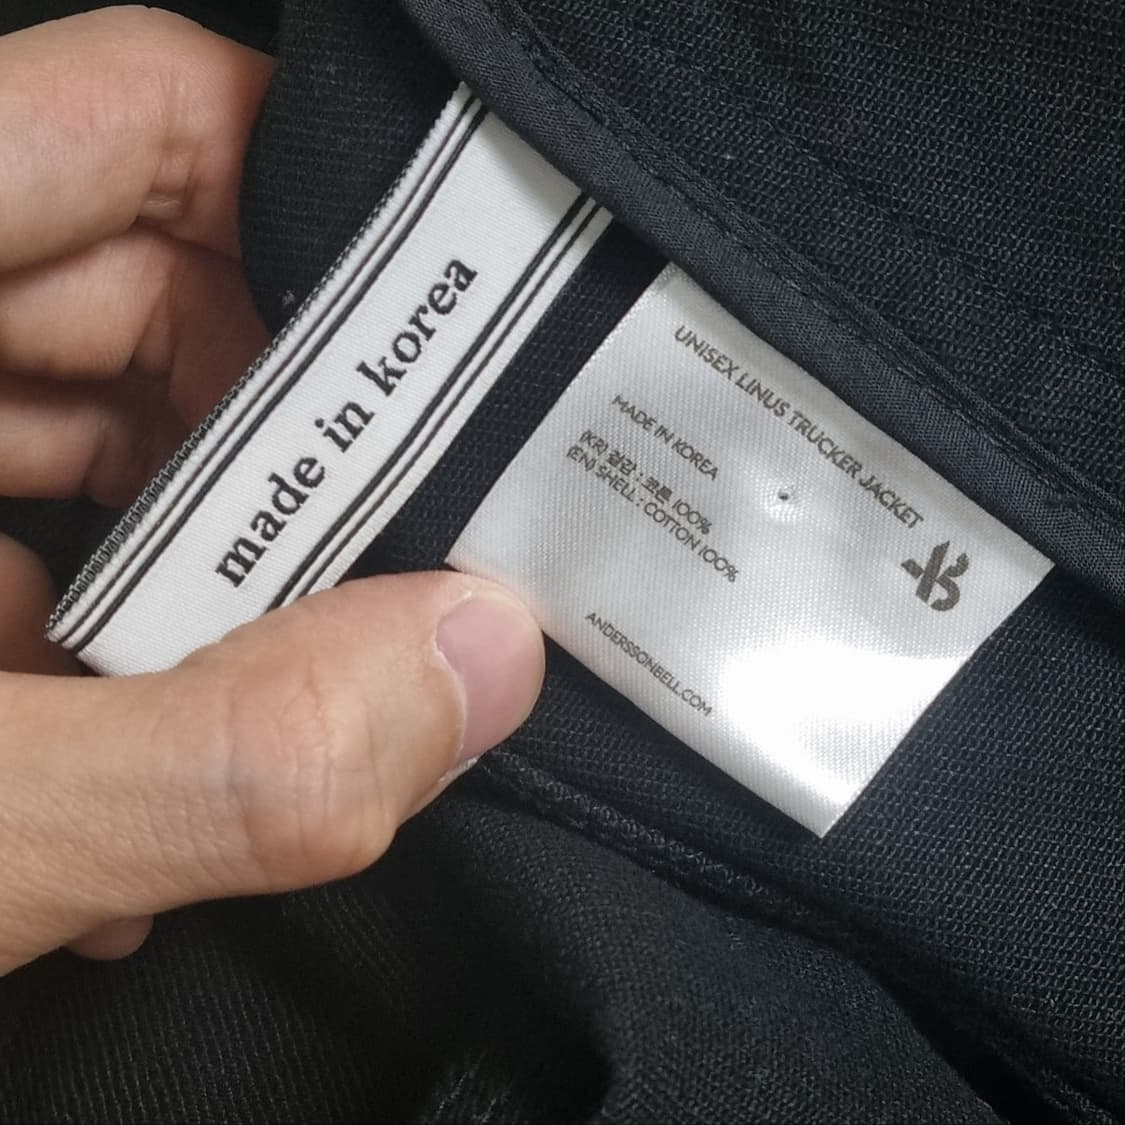 made in korea
UNISEX LINUS TRUCKER JACKET
MADE IN KOREA
(KR) 겉감 : 코튼 100%
(EN) SHELL : COTTON 100%
ANDERSSONBELL.COM